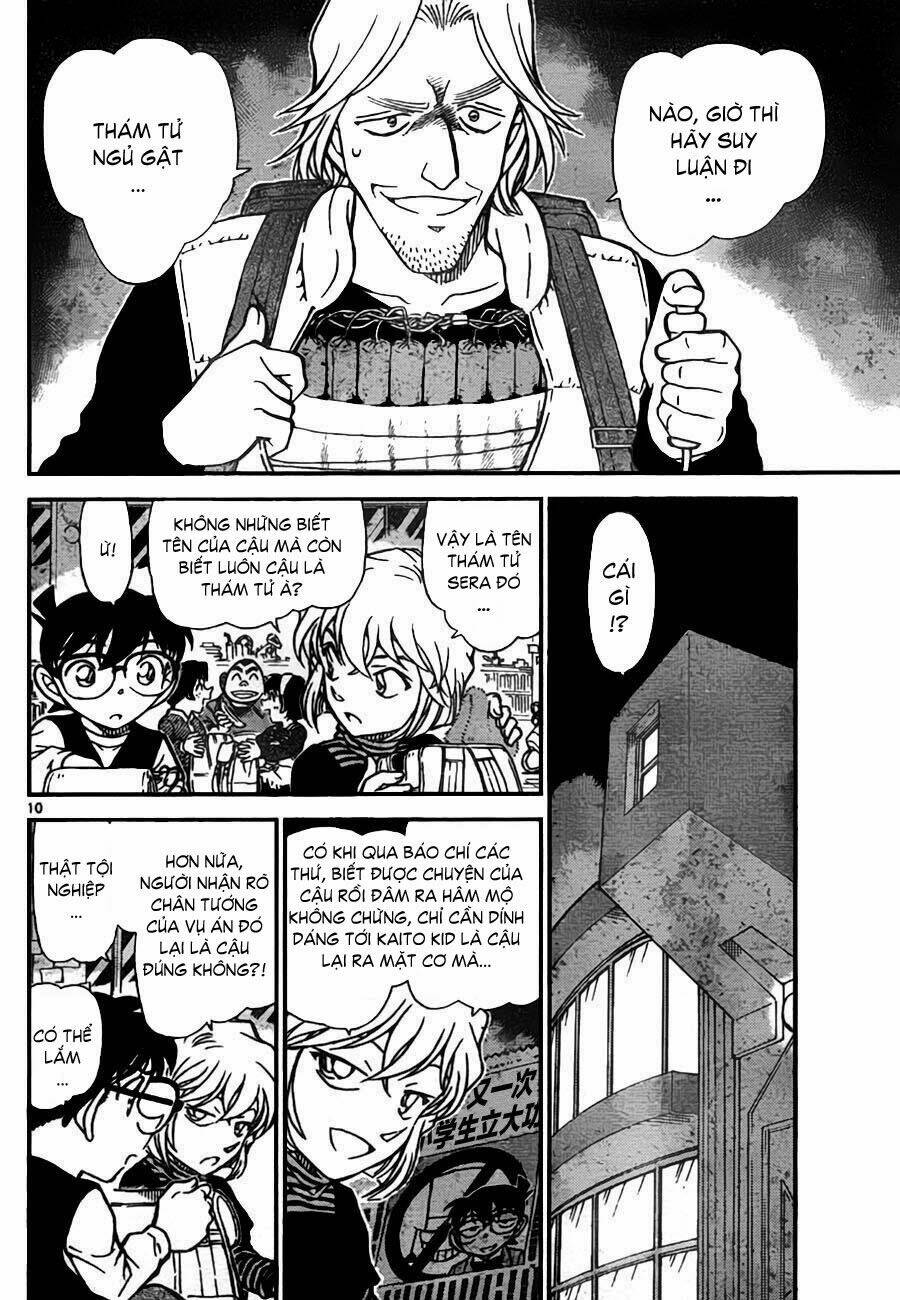 NÀO, GIỜ THÌ
HÃY SUY
LUẬN ĐI
...
THÁM TỬ
NGỦ GẬT
...
CÁI
GÌ
!?
VẬY LÀ TÊN
THÁM TỬ
SERA ĐÓ
...
KHÔNG NHỮNG BIẾT
TÊN CỦA CẬU MÀ CÒN
BIẾT LUÔN CẬU LÀ
THÁM TỬ À?
Ừ!
10
CÓ KHI QUA BÁO CHÍ CÁC
THỨ, BIẾT ĐƯỢC CHUYỆN CỦA
CẬU RỒI ĐÂM RA HÂM MỘ
KHÔNG CHỪNG, CHỈ CẦN DÍNH
DÁNG TỚI KAITO KID LÀ CẬU
LẠI RA MẶT CƠ MÀ...
又一次
学生立大功
HƠN NỮA,
NGƯỜI NHẬN RÕ
CHÂN TƯỚNG
CỦA VỤ ÁN ĐÓ
LẠI LÀ CẬU
ĐÚNG KHÔNG?!
THẬT TỘI
NGHIỆP
...
CÓ THỂ
LẮM
...